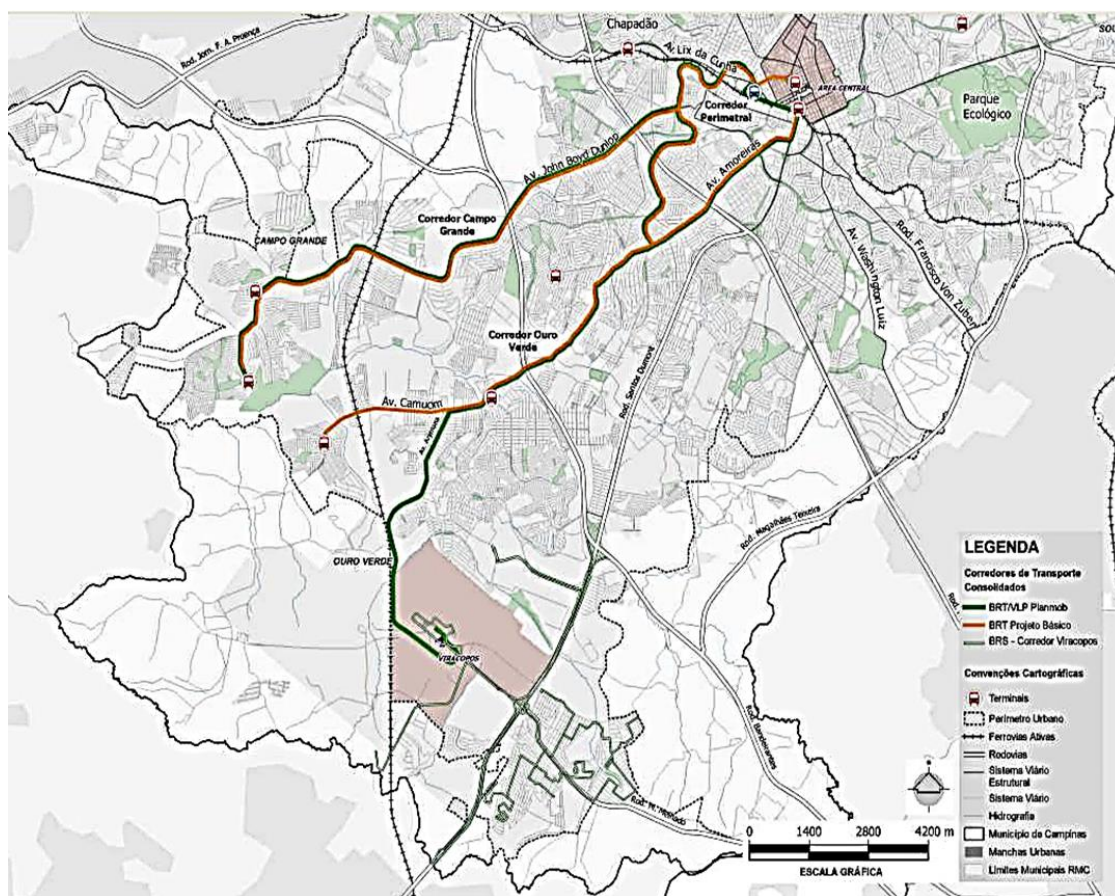 Rod. Jorn. F. A. Proença
Chapadão
Av. Lix da Cunha
ÁREA CENTRAL
Parque
Ecológico
Corredor
Perimetral
Av. John Boyd Dunlop
Av. Amoreiras
Corredor Campo
Grande
CAMPO GRANDE
Rod. Francisco Von Zuben
Av. Washington Luiz
Corredor Ouro
Verde
Rod. Santos Dumont
Av. Camucim
Rod. Magalhães Teixeira
OURO VERDE
VIRACOPOS
Rod. Bandeirantes
Rod.
LEGENDA
Corredores de Transporte
Consolidados
BRT/VLP Planmob
BRT Projeto Básico
BRS - Corredor Viracopos
Convenções Cartográficas
Terminais
Perímetro Urbano
Ferrovias Ativas
Rodovias
Sistema Viário
Estrutural
Sistema Viário
Hidrografia
Município de Campinas
Manchas Urbanas
Limites Municipais RMC
0 1400 2800 4200 m
ESCALA GRÁFICA